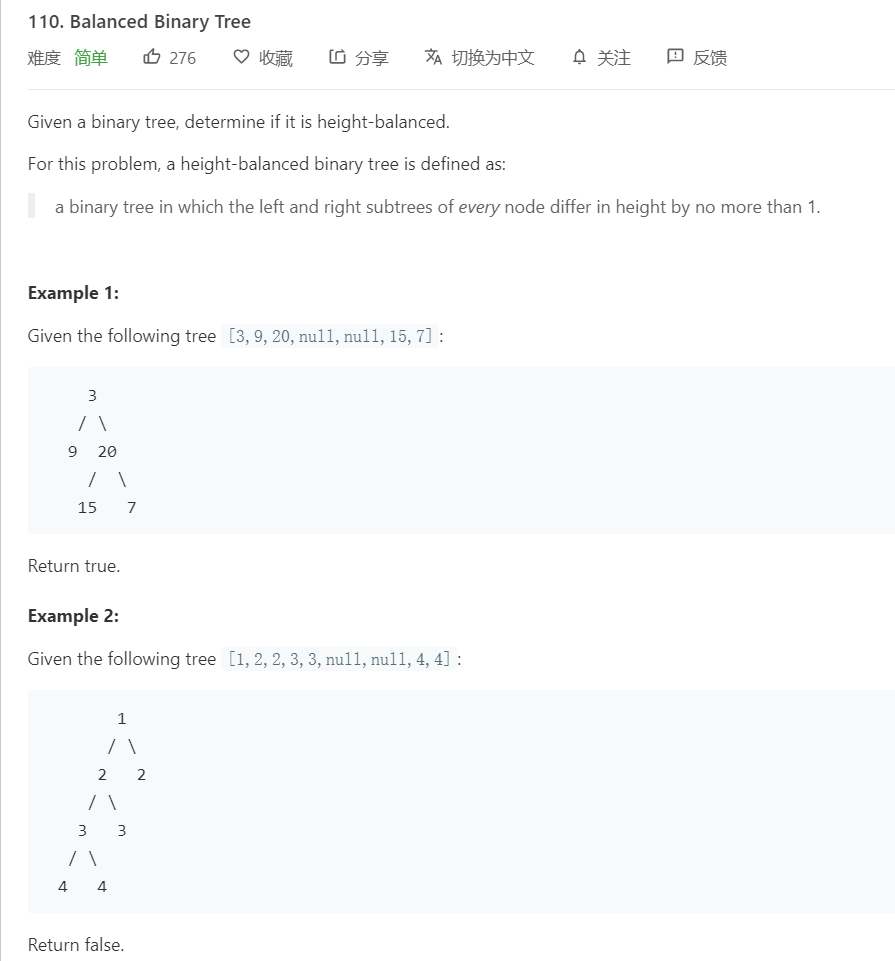 110. Balanced Binary Tree
难度 简单 276 收藏 分享 切换为中文 关注 反馈
Given a binary tree, determine if it is height-balanced.
For this problem, a height-balanced binary tree is defined as:
a binary tree in which the left and right subtrees of every node differ in height by no more than 1.
Example 1:
Given the following tree [3,9,20,null,null,15,7]:
3
/ \
9 20
/ \
15 7
Return true.
Example 2:
Given the following tree [1,2,2,3,3,null,null,4,4]:
1
/ \
2 2
/ \
3 3
/ \
4 4
Return false.